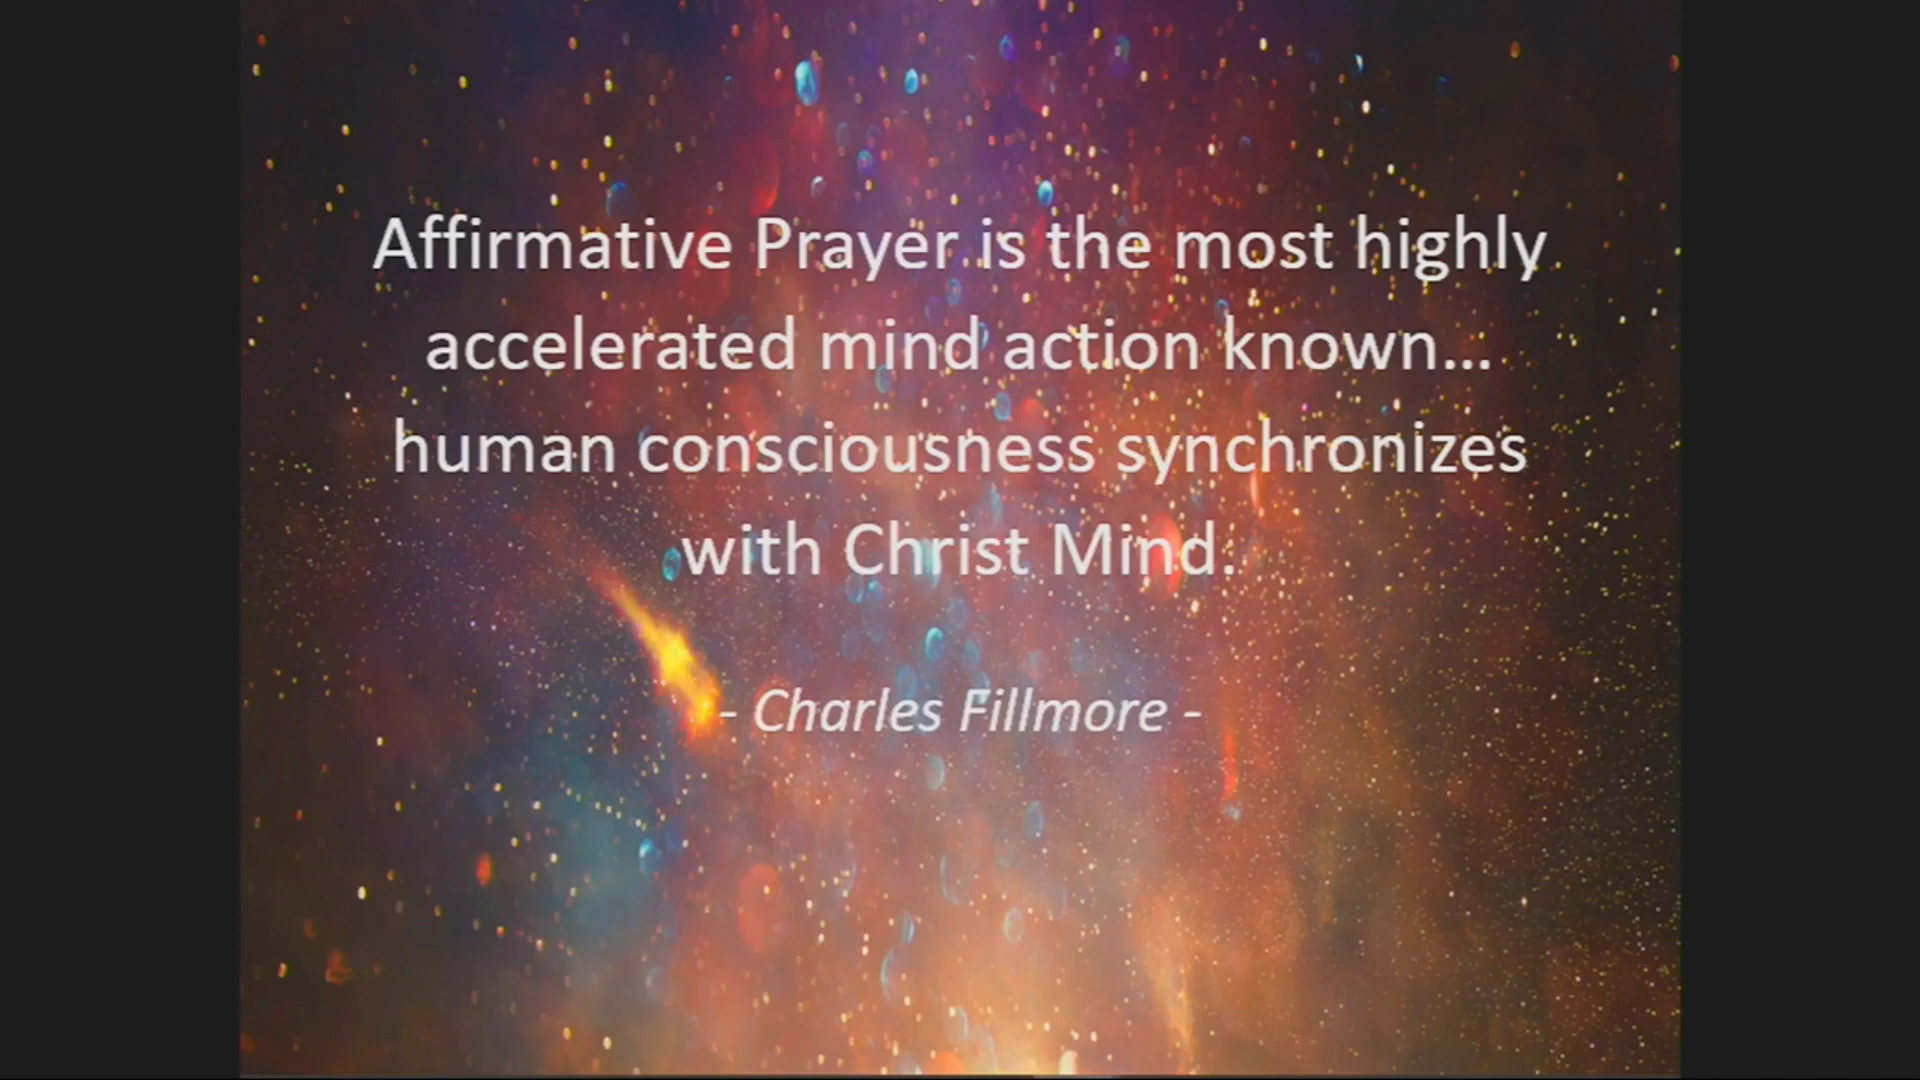 Affirmative Prayer is the most highly
accelerated mind action known...
human consciousness synchronizes
with Christ Mind.
- Charles Fillmore -